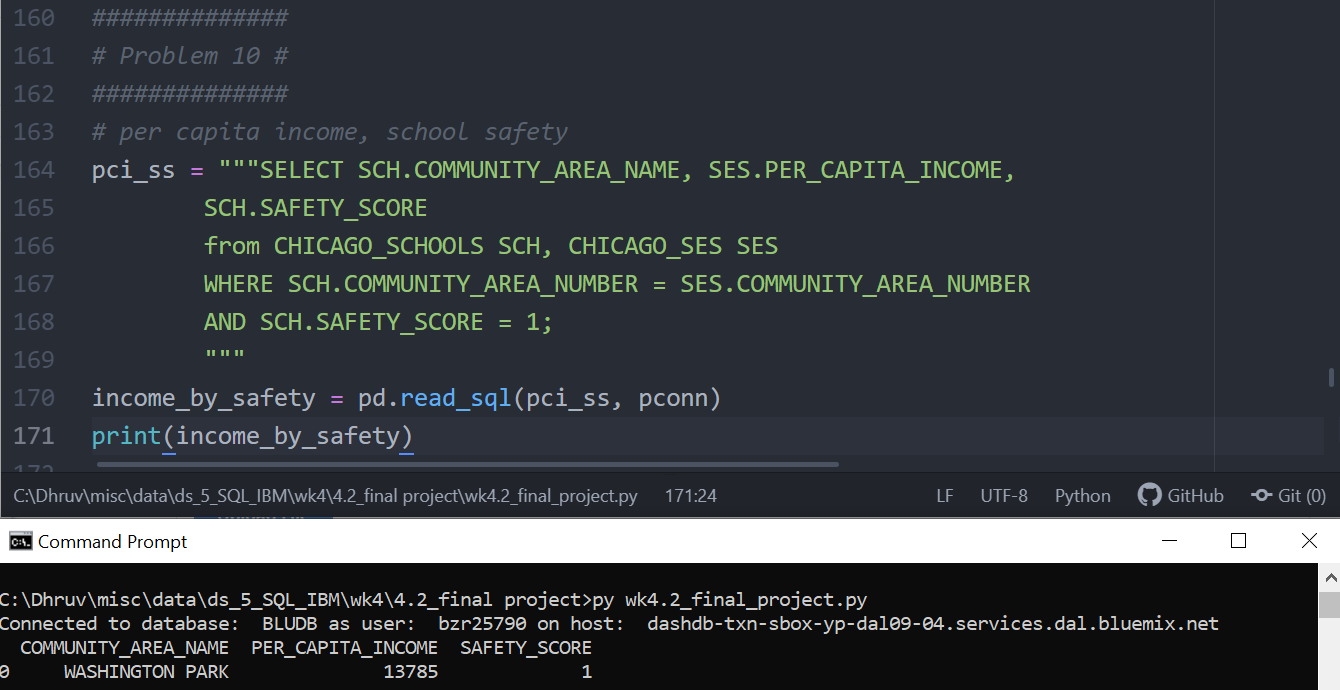 160 ##############
161 # Problem 10 #
162 ##############
163 # per capita income, school safety
164 pci_ss = """SELECT SCH.COMMUNITY_AREA_NAME, SES.PER_CAPITA_INCOME,
165 SCH.SAFETY_SCORE
166 from CHICAGO_SCHOOLS SCH, CHICAGO_SES SES
167 WHERE SCH.COMMUNITY_AREA_NUMBER = SES.COMMUNITY_AREA_NUMBER
168 AND SCH.SAFETY_SCORE = 1;
169 """
170 income_by_safety = pd.read_sql(pci_ss, pconn)
171 print(income_by_safety)
172
C:\Dhruv\misc\data\ds_5_SQL_IBM\wk4\4.2_final project\wk4.2_final_project.py 171:24 LF UTF-8 Python GitHub Git (0)
Command Prompt
C:\Dhruv\misc\data\ds_5_SQL_IBM\wk4\4.2_final project>py wk4.2_final_project.py
Connected to database: BLUDB as user: bzr25790 on host: dashdb-txn-sbox-yp-dal09-04.services.dal.bluemix.net
COMMUNITY_AREA_NAME PER_CAPITA_INCOME SAFETY_SCORE
0 WASHINGTON PARK 13785 1